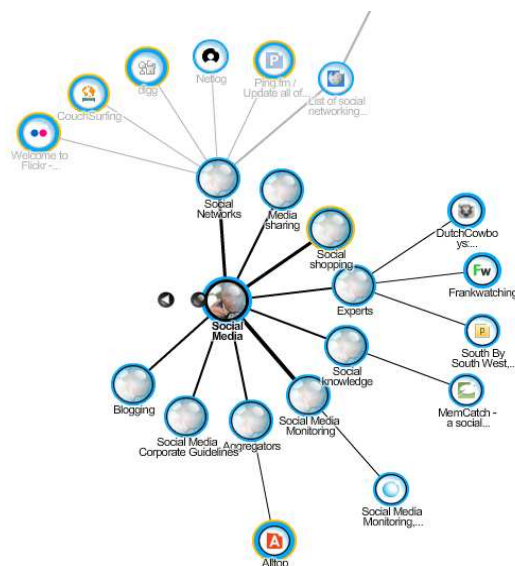 Netlog
digg
Ping.fm /
Update all of...
CouchSurfing
List of social
networking...
Welcome to
Flickr -...
Social
Networks
Media
sharing
DutchCowbo
ys:...
Social
shopping
Fw
Frankwatching
Experts
P
South By
South West,...
Social
Media
Social
knowledge
MemCatch -
a social...
Blogging
Social Media
Corporate Guidelines
Aggregators
Social Media
Monitoring
Social Media
Monitoring,...
A
Alltop